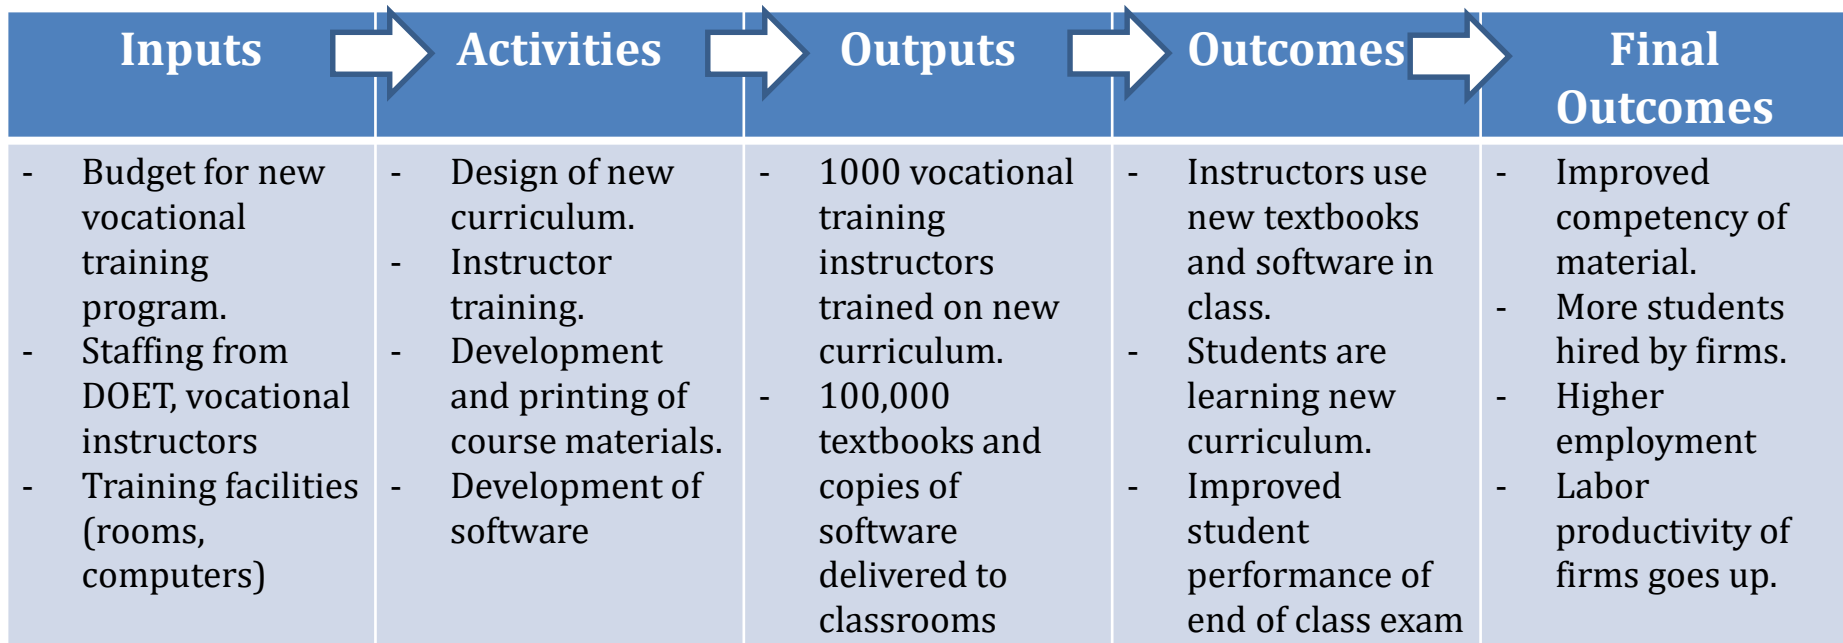 Inputs
Activities
Outputs
Outcomes
Final
Outcomes
- Budget for new
vocational
training
program.
- Staffing from
DOET, vocational
instructors
- Training facilities
(rooms,
computers)
- Design of new
curriculum.
- Instructor
training.
- Development
and printing of
course materials.
- Development of
software
- 1000 vocational
training
instructors
trained on new
curriculum.
- 100,000
textbooks and
copies of
software
delivered to
classrooms
- Instructors use
new textbooks
and software in
class.
- Students are
learning new
curriculum.
- Improved
student
performance of
end of class exam
- Improved
competency of
material.
- More students
hired by firms.
- Higher
employment
- Labor
productivity of
firms goes up.